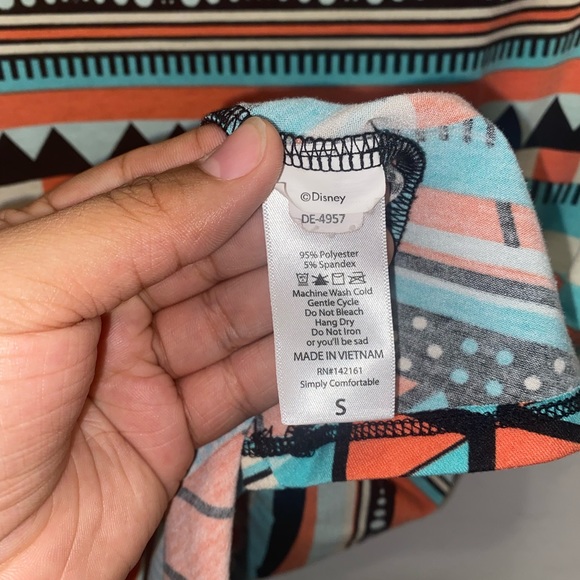 ©Disney
DE-4957
95% Polyester
5% Spandex
Machine Wash Cold
Gentle Cycle
Do Not Bleach
Hang Dry
Do Not Iron
or you'll be sad
MADE IN VIETNAM
RN#142161
Simply Comfortable
S